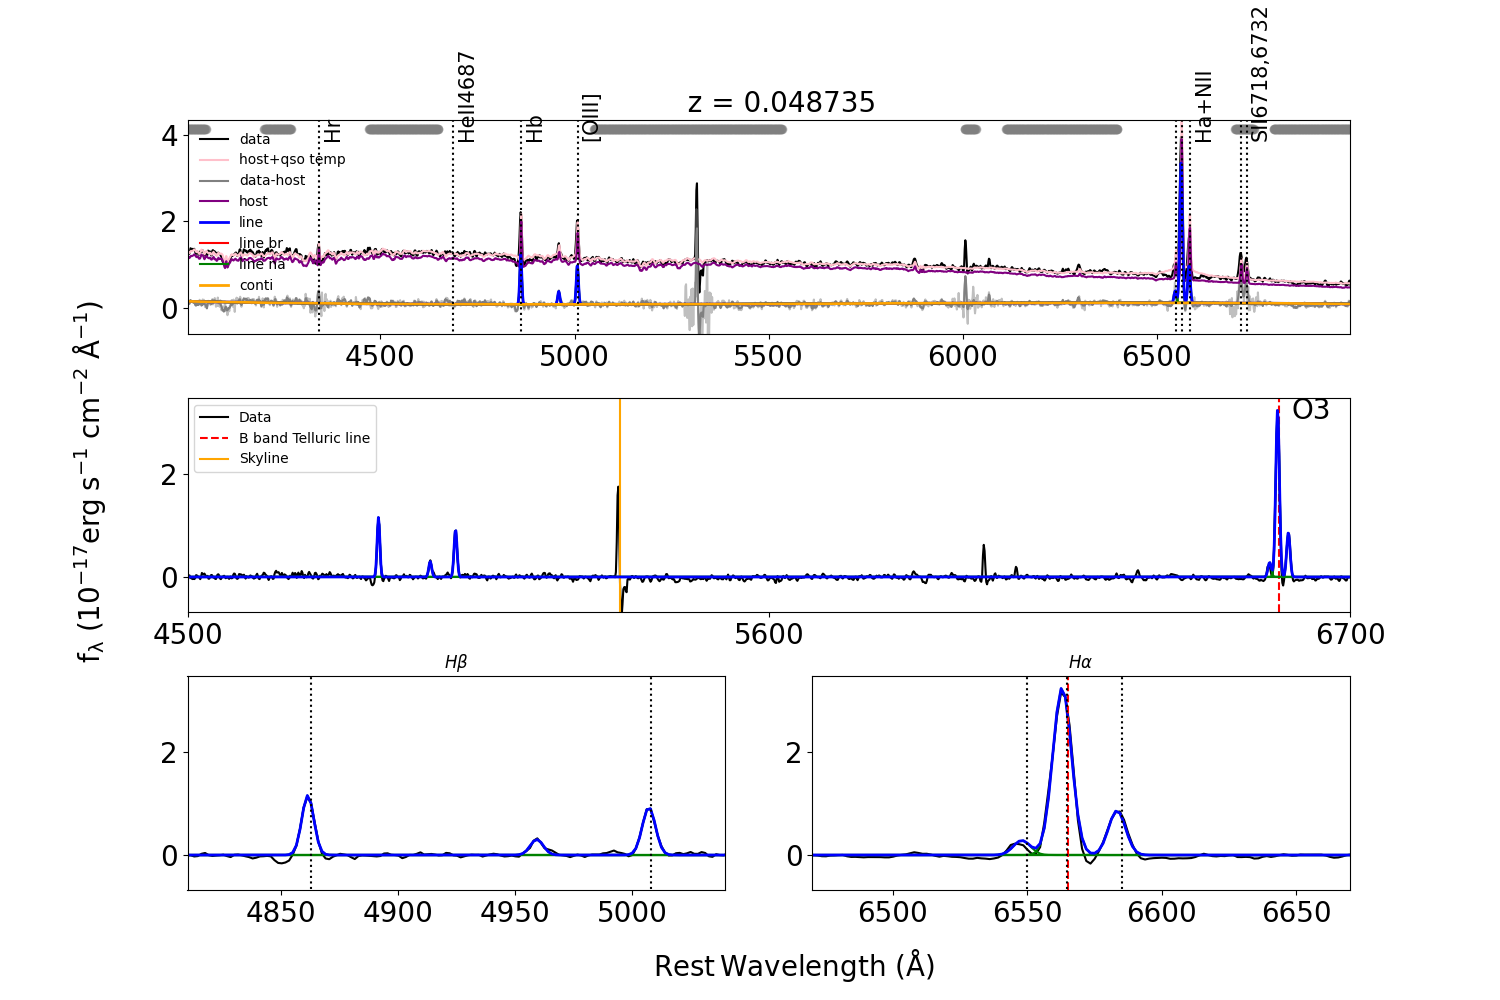 z = 0.048735
Hr
HeII4687
Hb
[OIII]
Ha+NII
SII6718,6732
data
host+qso temp
data-host
host
line
line br
line na
conti
4
2
0
4500
5000
5500
6000
6500
fλ (10⁻¹⁷erg s⁻¹ cm⁻² Å⁻¹)
Data
B band Telluric line
Skyline
O3
2
0
4500
5600
6700
Hβ
2
0
4850
4900
4950
5000
Hα
2
0
6500
6550
6600
6650
Rest Wavelength (Å)